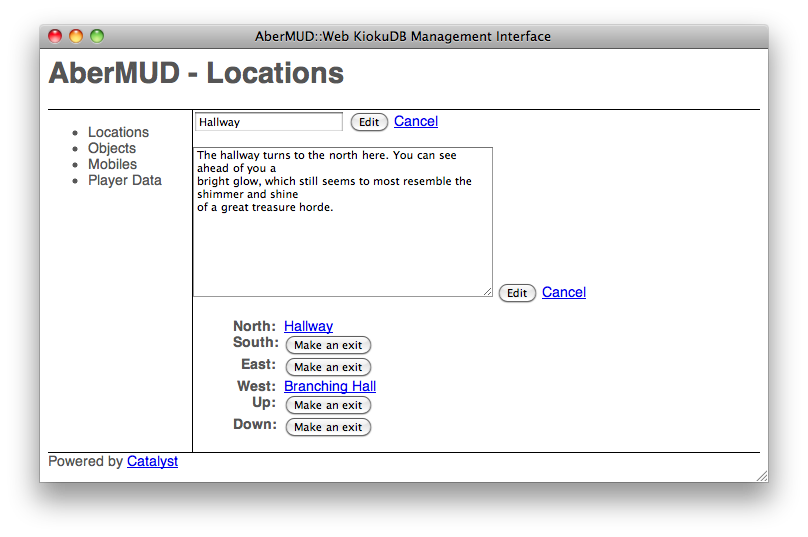 AberMUD::Web KiokuDB Management Interface
AberMUD - Locations
Locations
Objects
Mobiles
Player Data
Hallway Edit Cancel
The hallway turns to the north here. You can see
ahead of you a
bright glow, which still seems to most resemble the
shimmer and shine
of a great treasure horde.
Edit Cancel
North: Hallway
South: Make an exit
East: Make an exit
West: Branching Hall
Up: Make an exit
Down: Make an exit
Powered by Catalyst